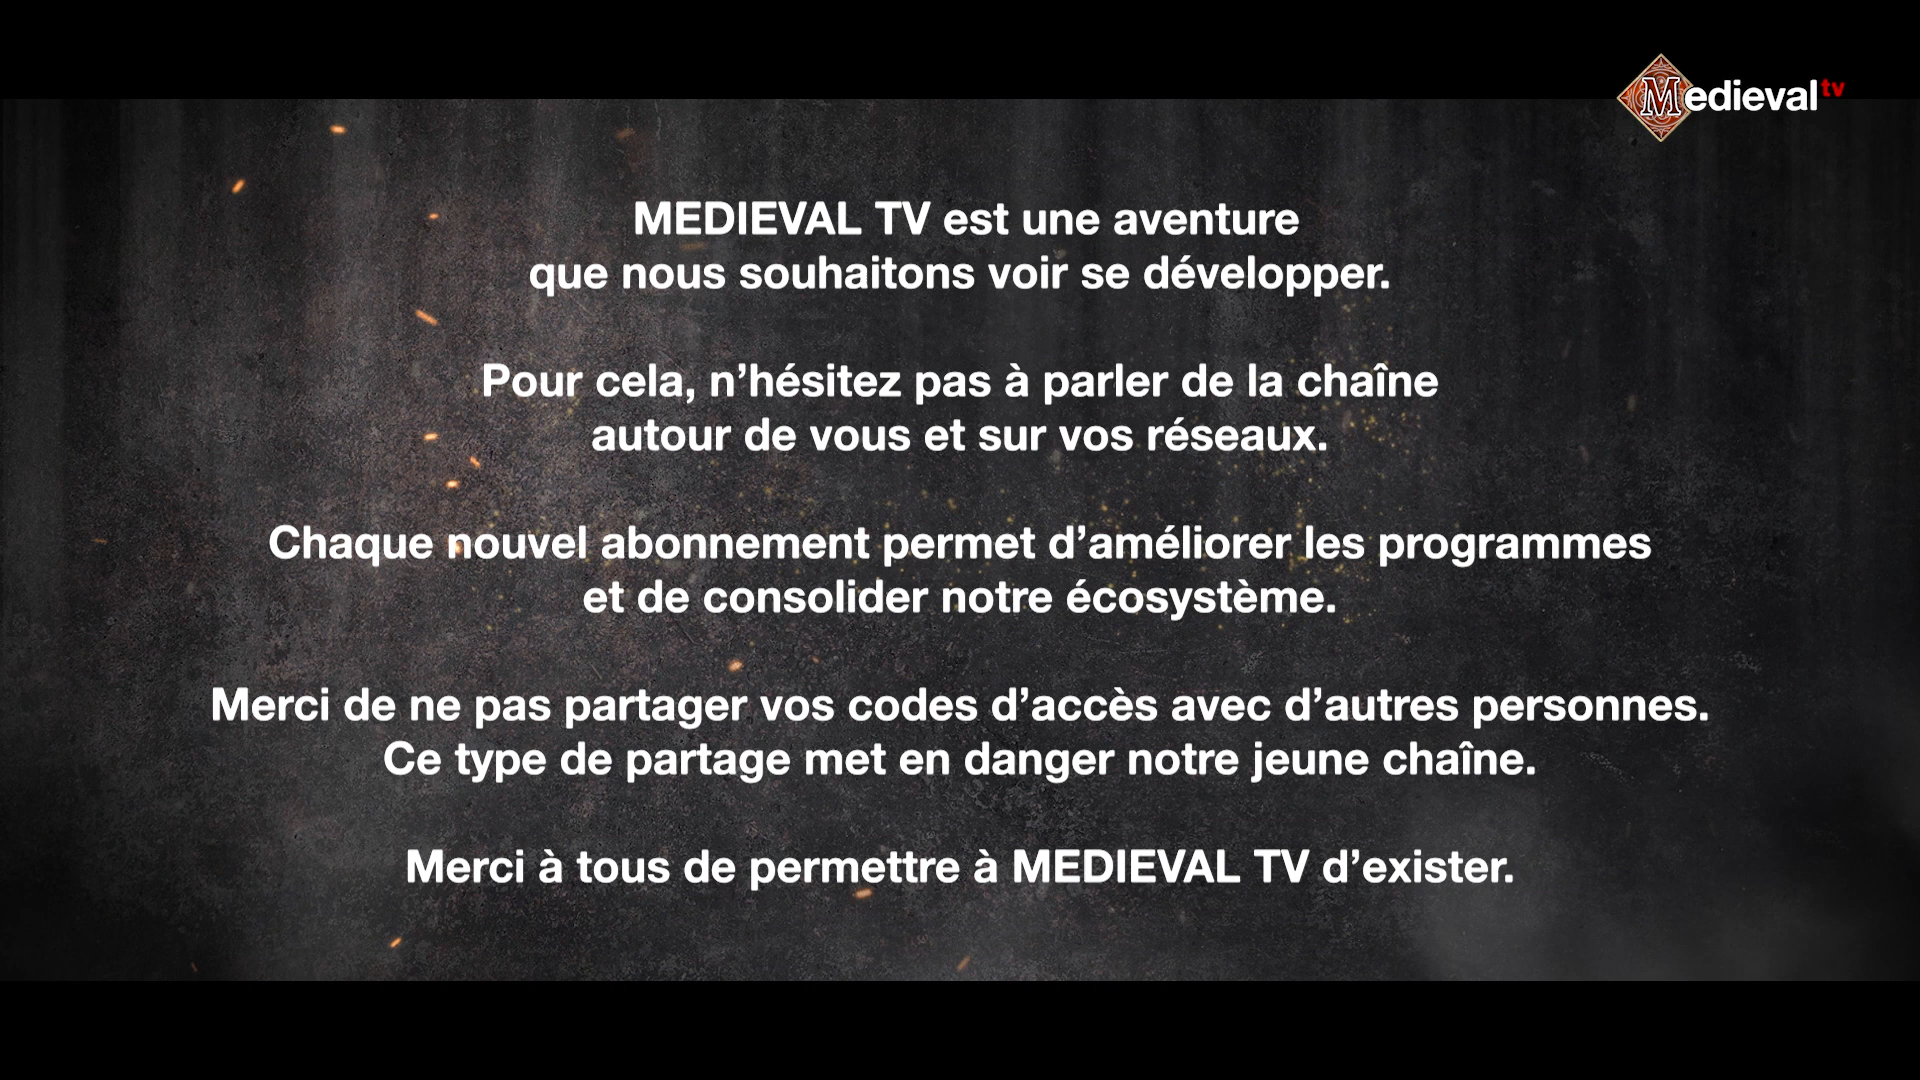 Medieval tv
MEDIEVAL TV est une aventure
que nous souhaitons voir se développer.
Pour cela, n’hésitez pas à parler de la chaîne
autour de vous et sur vos réseaux.
Chaque nouvel abonnement permet d’améliorer les programmes
et de consolider notre écosystème.
Merci de ne pas partager vos codes d’accès avec d’autres personnes.
Ce type de partage met en danger notre jeune chaîne.
Merci à tous de permettre à MEDIEVAL TV d’exister.